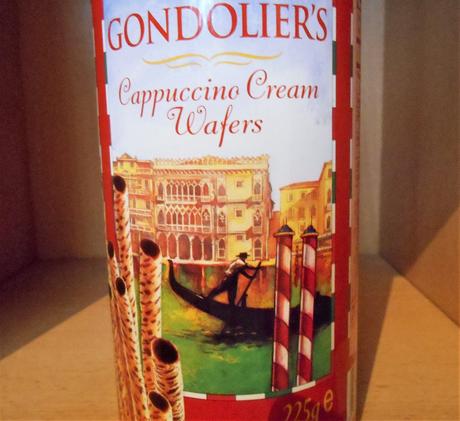 GONDOLIER'S
Cappuccino Cream
Wafers
225g e